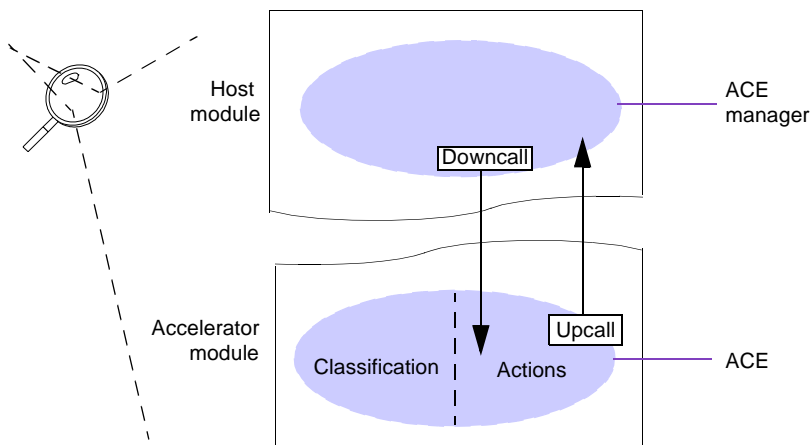 Host
module
ACE
manager
Downcall
Upcall
Accelerator
module
Classification
Actions
ACE